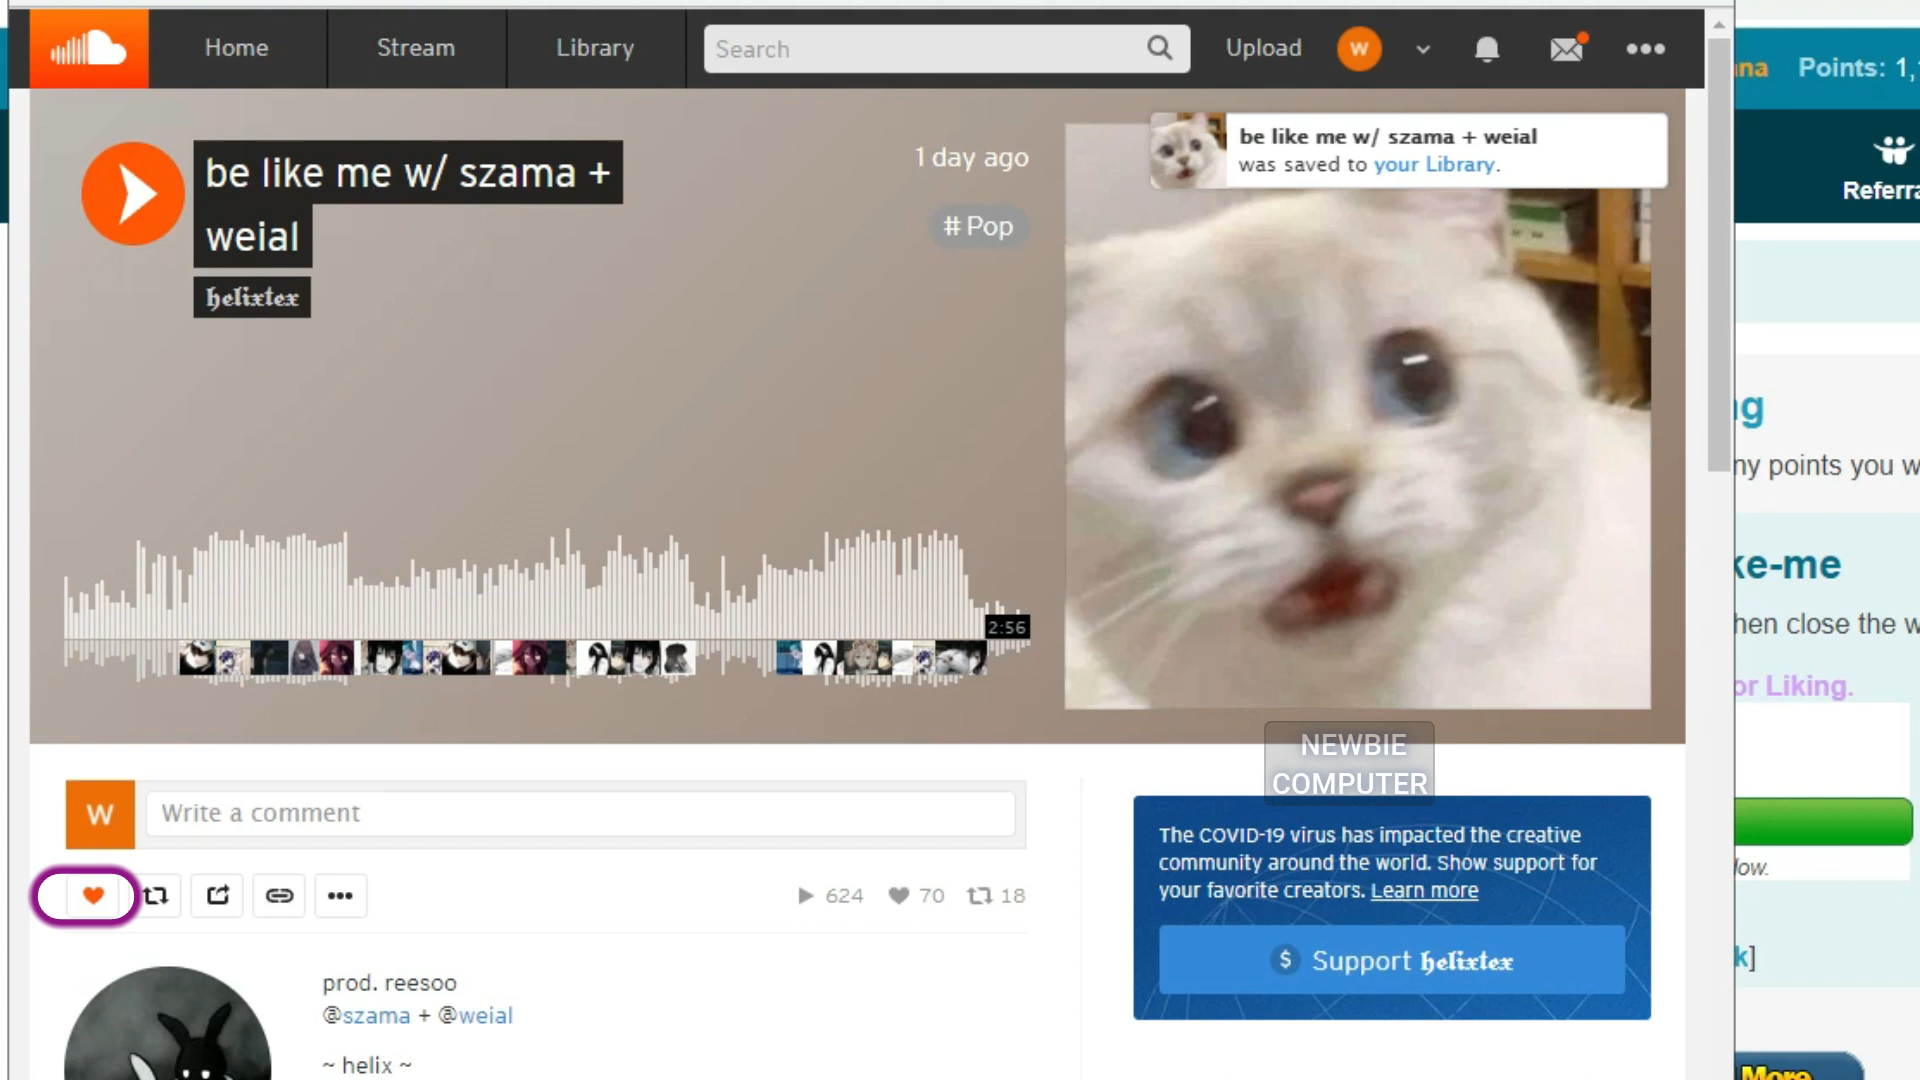 Home
Stream
Library
Search
Upload
W
na
Points: 1,
be like me w/ szama +
weial
helixtex
1 day ago
# Pop
be like me w/ szama + weial
was saved to your Library.
Referra
2:56
NEWBIE
COMPUTER
W
Write a comment
624
70
18
The COVID-19 virus has impacted the creative
community around the world. Show support for
your favorite creators. Learn more
$ Support helixtex
prod. reesoo
@szama + @weial
~ helix ~
g
ny points you w
ke-me
hen close the w
or Liking.
low.
k]
More